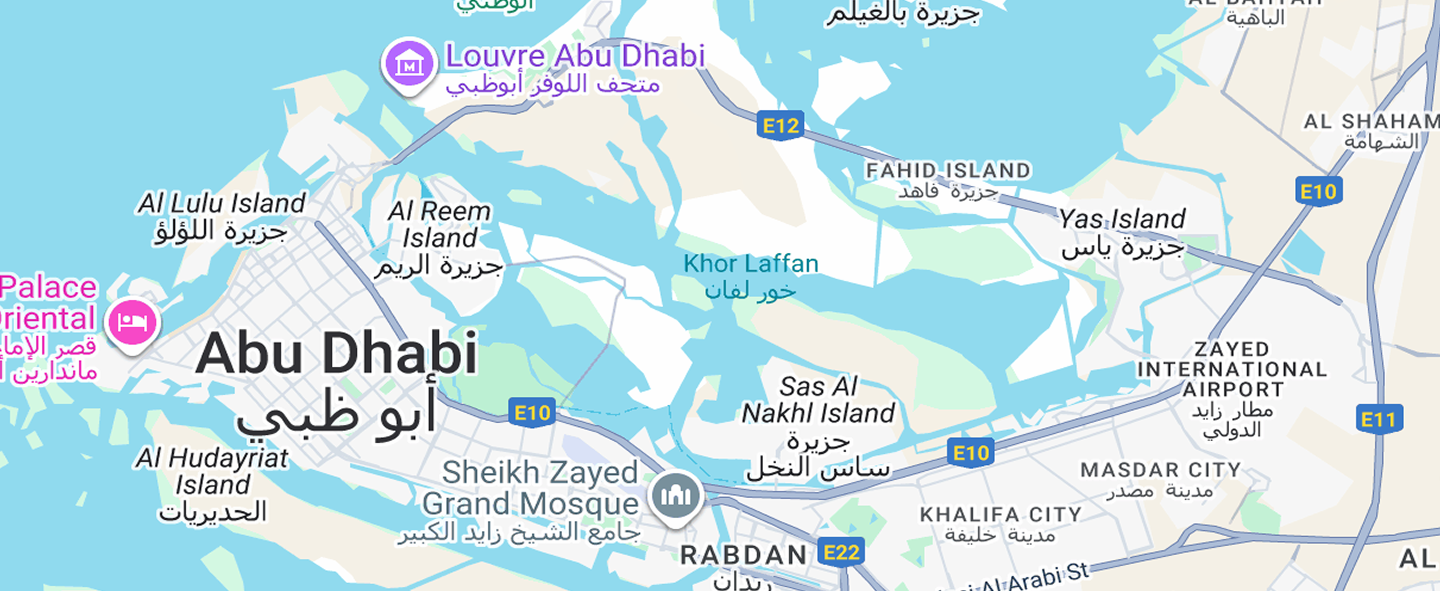 الوطني
جزيرة بالغيلم
الباهية
Louvre Abu Dhabi
متحف اللوفر أبوظبي
E12
AL SHAHAM
الشهامة
FAHID ISLAND
جزيرة فاهد
E10
Al Lulu Island
جزيرة اللؤلؤ
Al Reem
Island
جزيرة الريم
Yas Island
جزيرة ياس
Khor Laffan
خور لفان
Palace
Oriental
قصر الإما
ماندارين أ
Abu Dhabi
أبو ظبي
ZAYED
INTERNATIONAL
AIRPORT
مطار زايد
الدولي
Sas Al
Nakhl Island
جزيرة
ساس النخل
E10
E11
E10
Al Hudayriat
Island
الحديريات
Sheikh Zayed
Grand Mosque
جامع الشيخ زايد الكبير
MASDAR CITY
مدينة مصدر
KHALIFA CITY
مدينة خليفة
RABDAN
ربدان
E22
Al Arabi St
AL